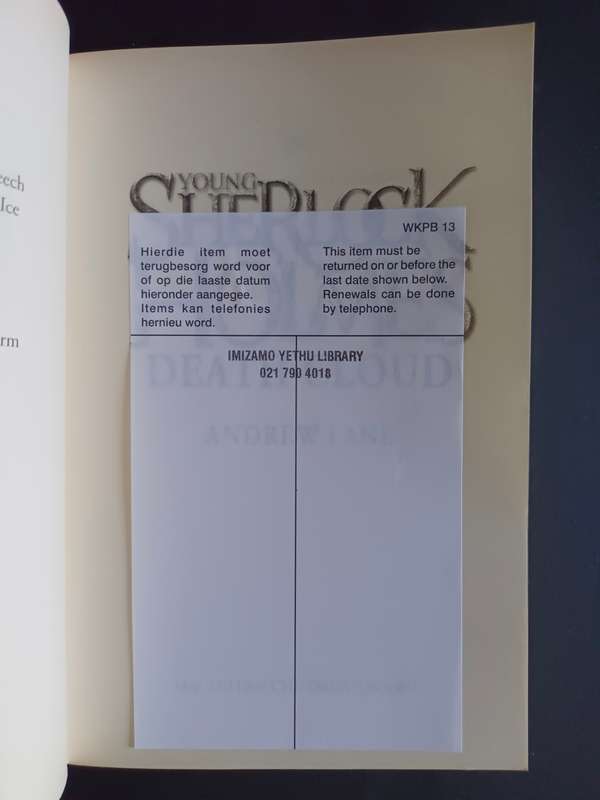 eech
Ice
rm
YOUNG
SHERLOCK
WKPB 13
Hierdie item moet
terugbesorg word voor
of op die laaste datum
hieronder aangegee.
Items kan telefonies
hernieu word.
This item must be
returned on or before the
last date shown below.
Renewals can be done
by telephone.
IMIZAMO YETHU LIBRARY
021 790 4018
DEATH CLOUD
ANDREW LANE